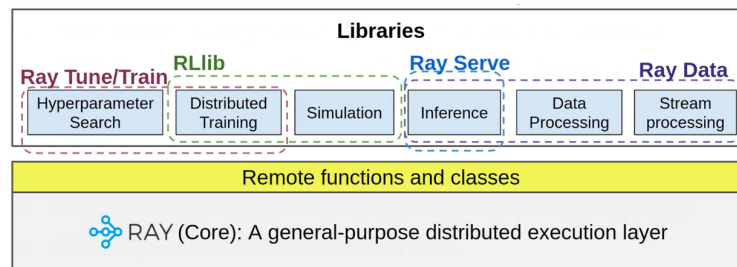 Libraries
RLlib
Ray Serve
Ray Tune/Train
Ray Data
Hyperparameter
Search
Distributed
Training
Simulation
Inference
Data
Processing
Stream
processing
Remote functions and classes
RAY (Core): A general-purpose distributed execution layer